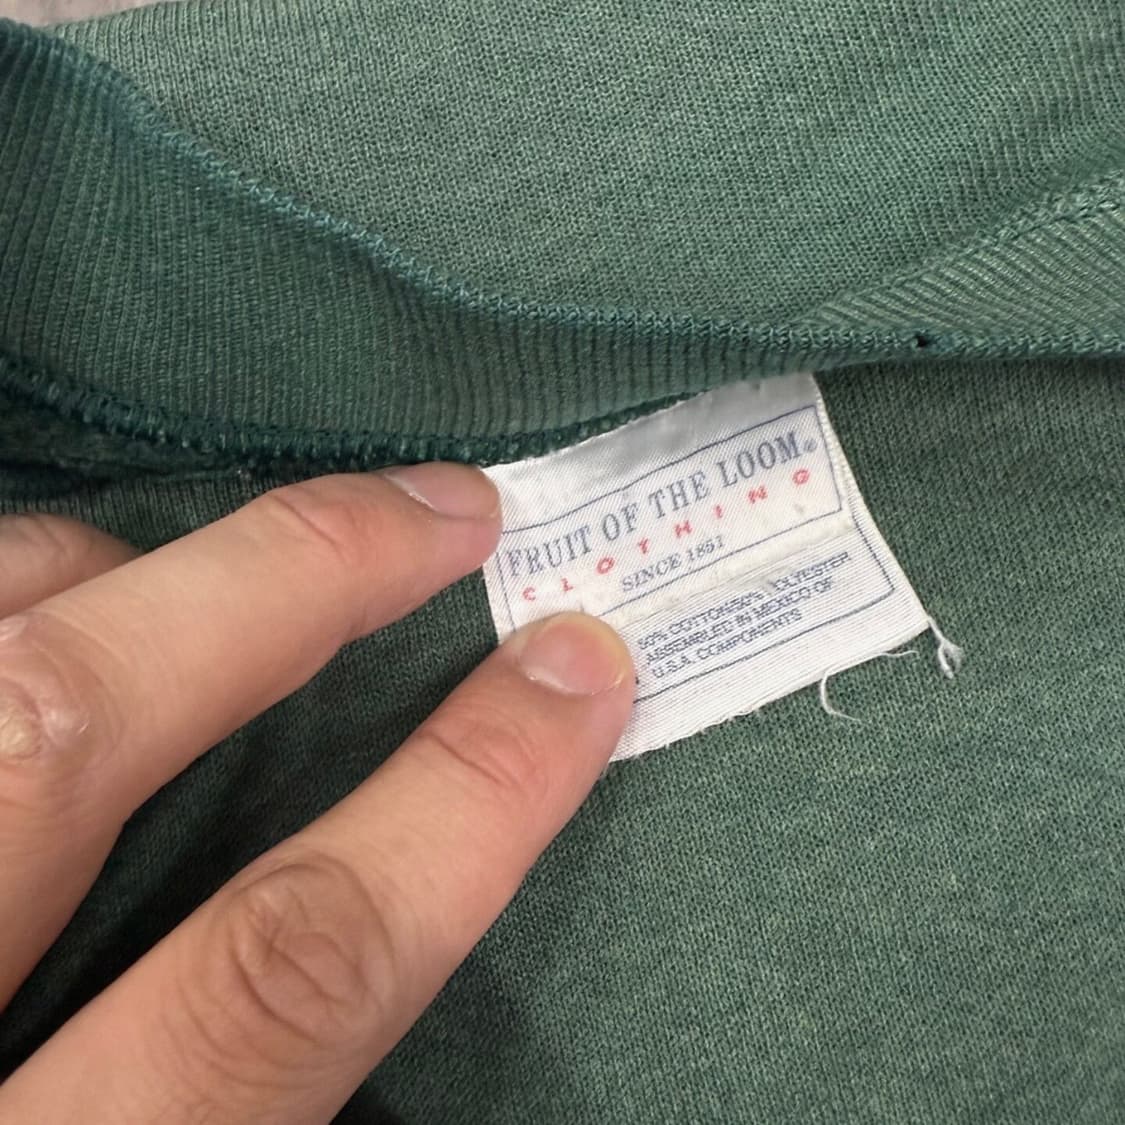 FRUIT OF THE LOOM®
CLOTHING
SINCE 1851
50% COTTON/50% POLYESTER
ASSEMBLED IN MEXICO OF
U.S.A. COMPONENTS